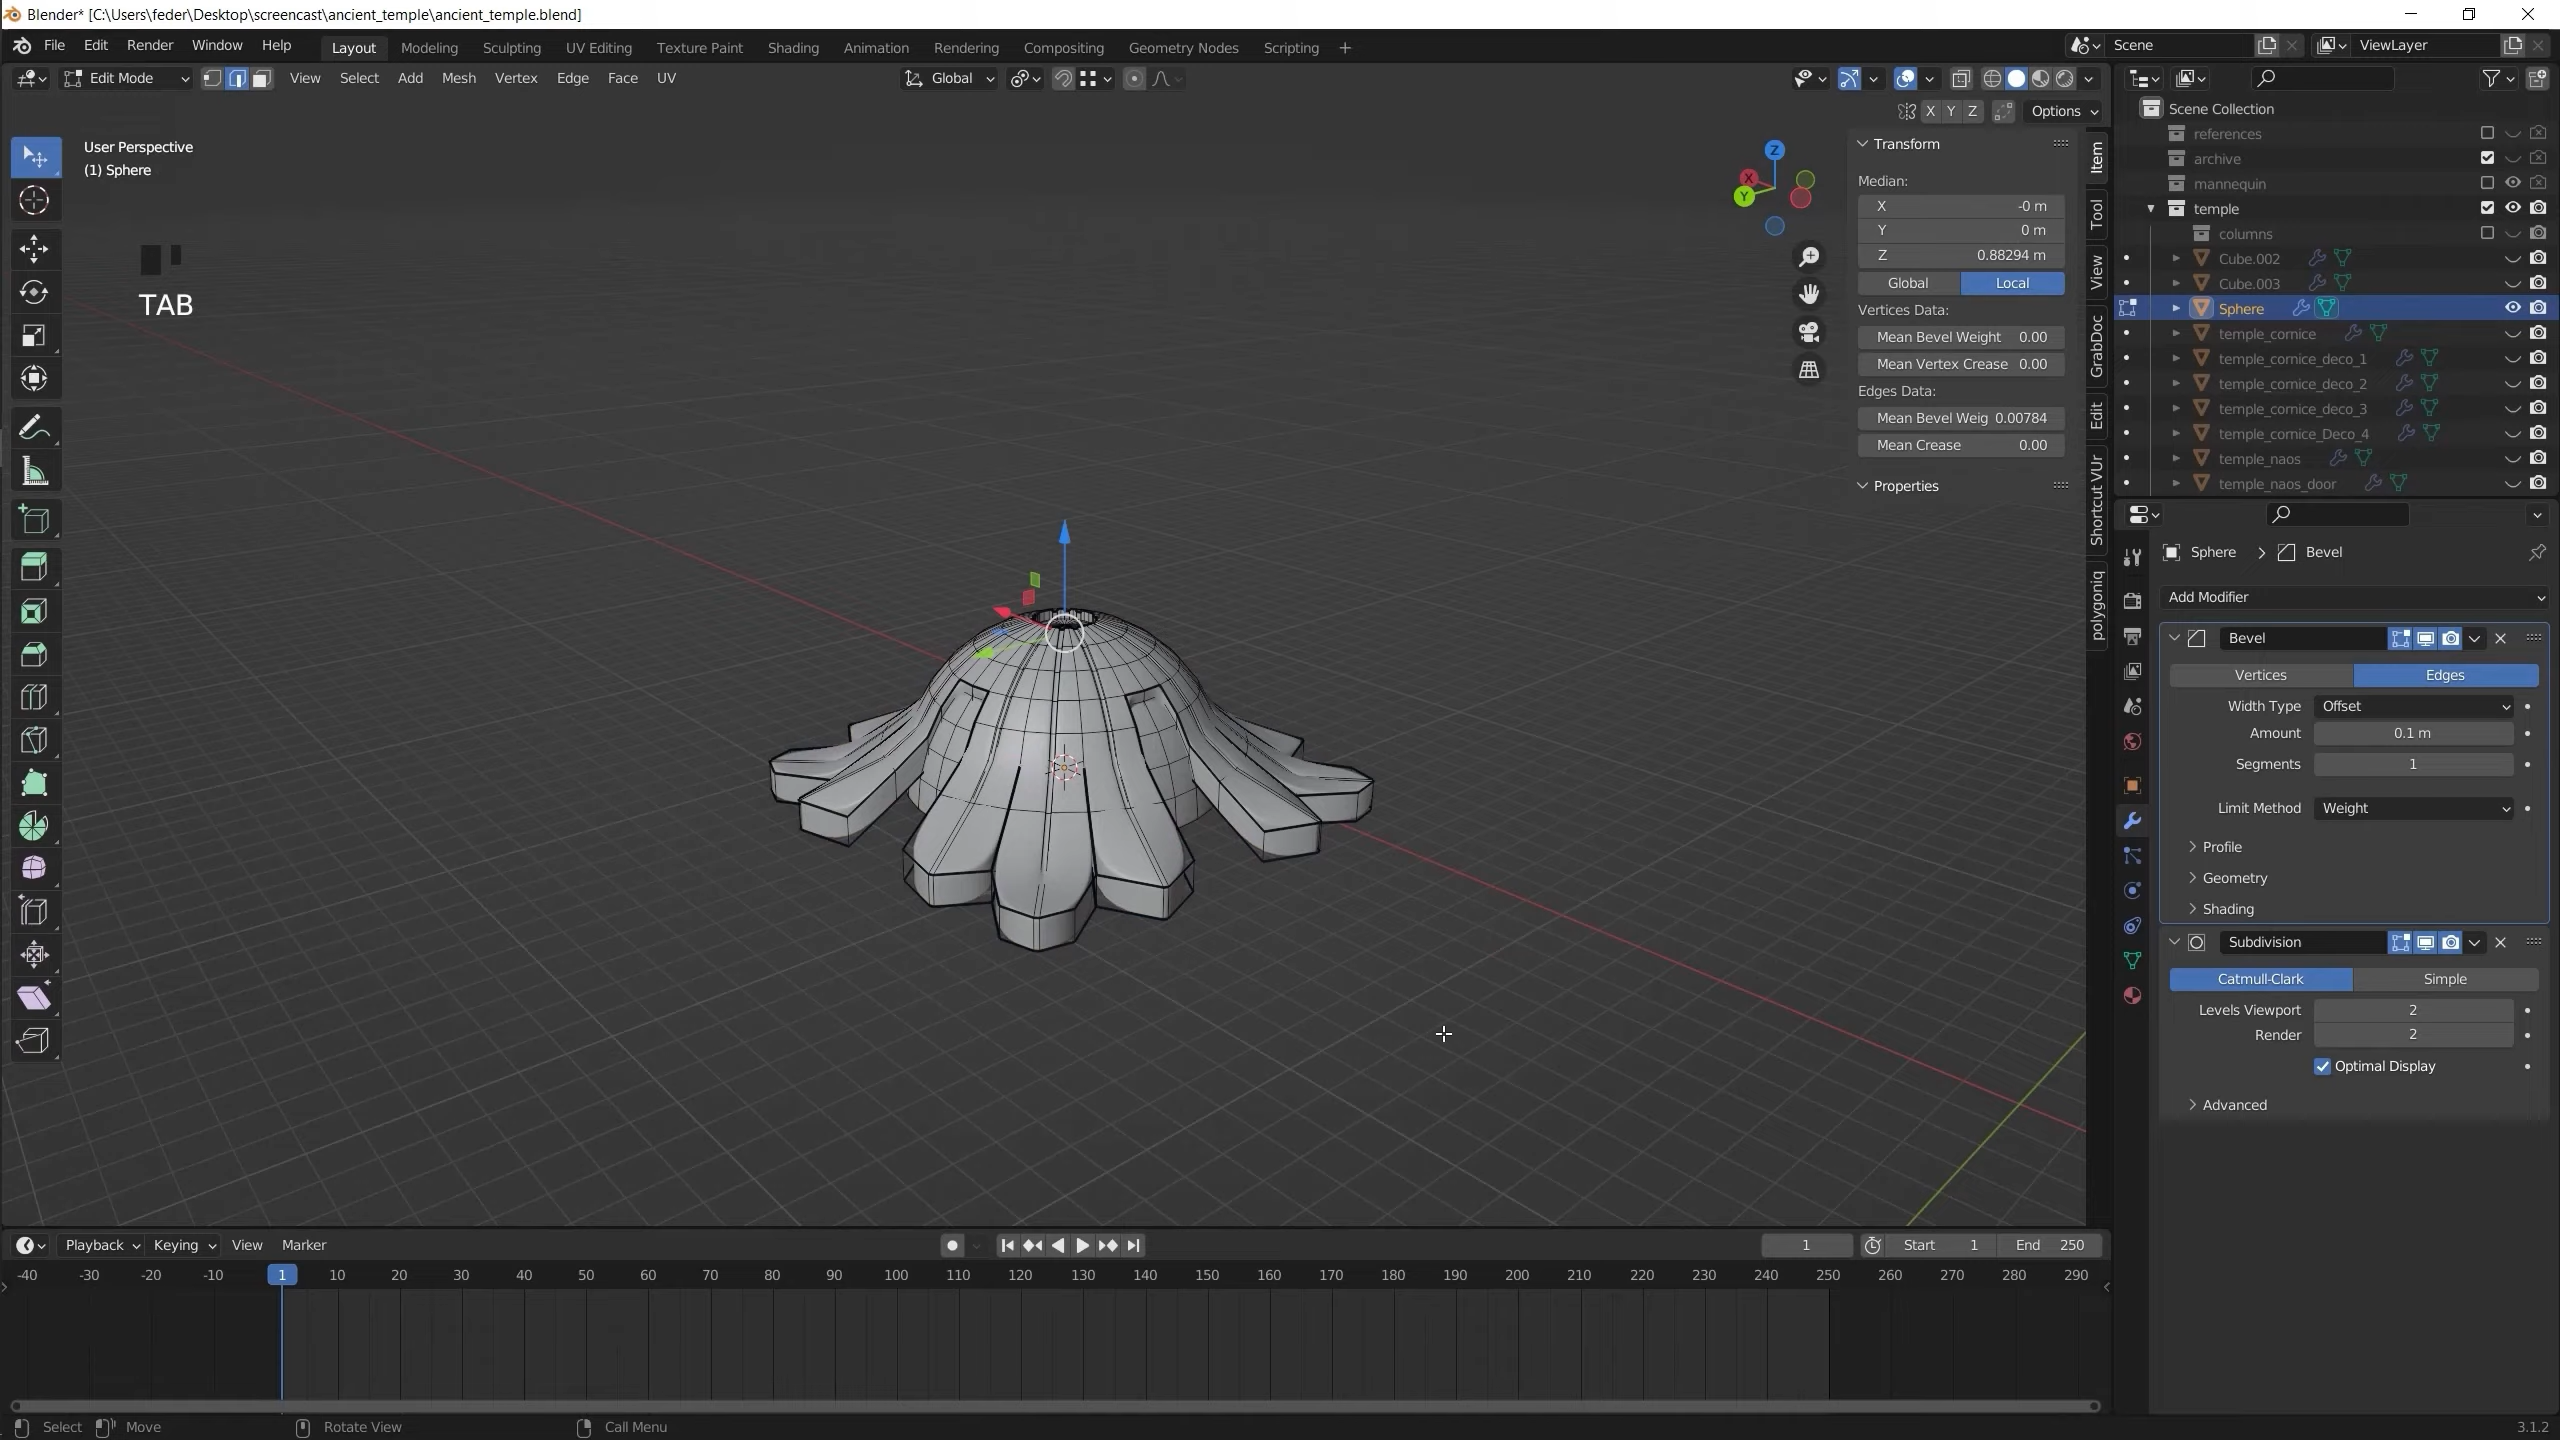 Blender* [C:\Users\feder\Desktop\screencast\ancient_temple\ancient_temple.blend]
File Edit Render Window Help Layout Modeling Sculpting UV Editing Texture Paint Shading Animation Rendering Compositing Geometry Nodes Scripting + Scene ViewLayer
Edit Mode View Select Add Mesh Vertex Edge Face UV Global
X Y Z Options
User Perspective
(1) Sphere
TAB
Z
X
Y
Transform
Median:
X -0 m
Y 0 m
Z 0.88294 m
Global Local
Vertices Data:
Mean Bevel Weight 0.00
Mean Vertex Crease 0.00
Edges Data:
Mean Bevel Weig 0.00784
Mean Crease 0.00
Properties
Item
Tool
View
GrabDoc
Edit
Shortcut VUr
polygoniq
Scene Collection
references
archive
mannequin
temple
columns
Cube.002
Cube.003
Sphere
temple_cornice
temple_cornice_deco_1
temple_cornice_deco_2
temple_cornice_deco_3
temple_cornice_Deco_4
temple_naos
temple_naos_door
Sphere > Bevel
Add Modifier
Bevel
Vertices Edges
Width Type Offset
Amount 0.1 m
Segments 1
Limit Method Weight
Profile
Geometry
Shading
Subdivision
Catmull-Clark Simple
Levels Viewport 2
Render 2
Optimal Display
Advanced
Playback Keying View Marker 1 Start 1 End 250
-40 -30 -20 -10 1 10 20 30 40 50 60 70 80 90 100 110 120 130 140 150 160 170 180 190 200 210 220 230 240 250 260 270 280 290
Select Move Rotate View Call Menu 3.1.2